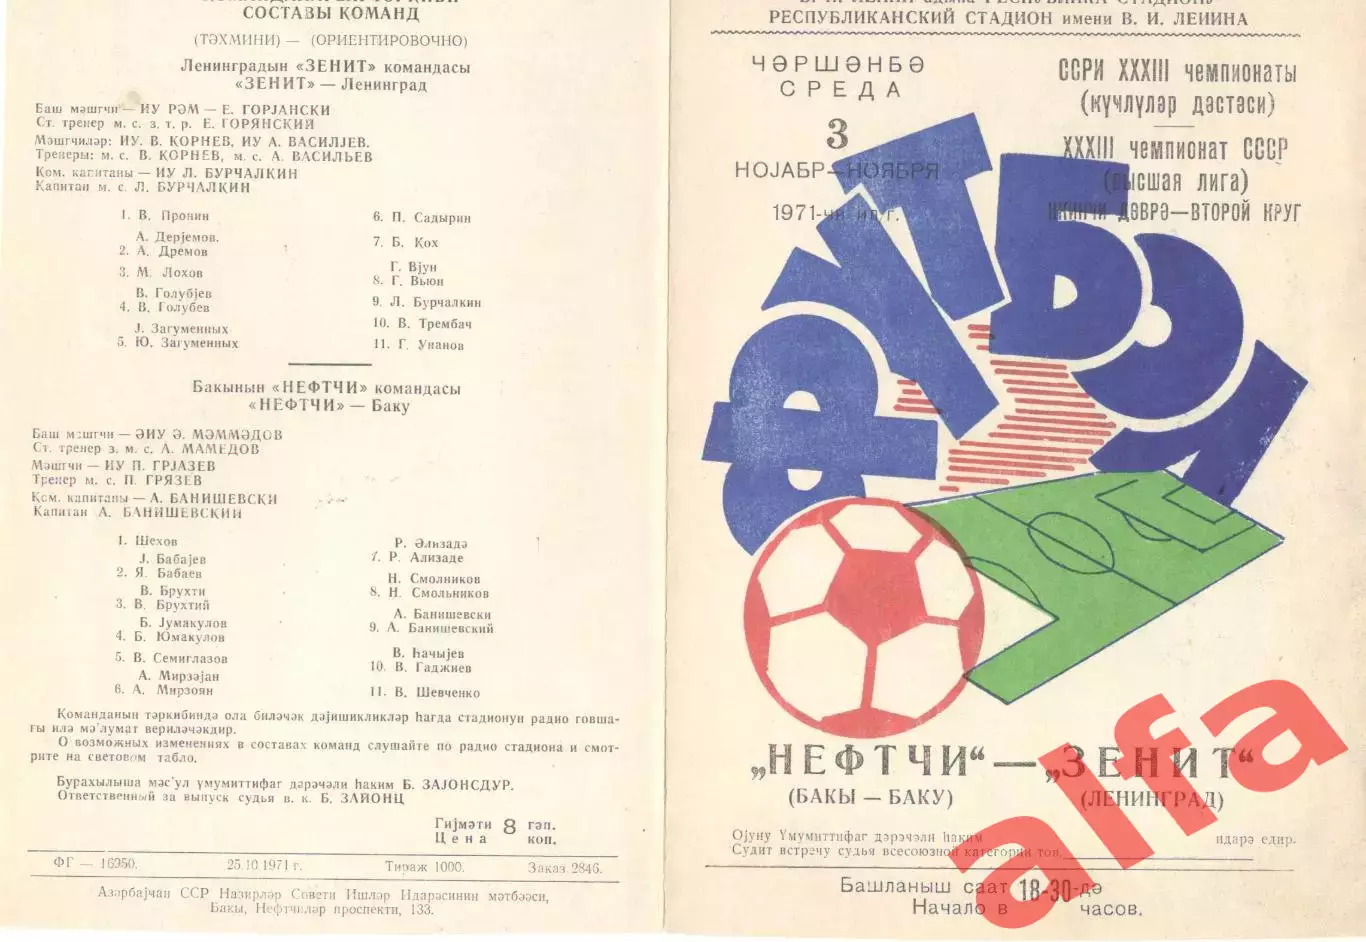 СОСТАВЫ КОМАНД
(ТӘХМИНИ) — (ОРИЕНТИРОВОЧНО)
Ленинградын «ЗЕНИТ» командасы
«ЗЕНИТ» — Ленинград
Баш мәшгчи — ИУ РӘМ — Е. ГОРЈАНСКИ
Ст. тренер м. с. з. т. р. Е. ГОРЯНСКИЙ
Мәшгчиләр: ИУ. В. КОРНЕВ, ИУ А. ВАСИЛЈЕВ.
Тренеры: м. с. В. КОРНЕВ, м. с. А. ВАСИЛЬЕВ
Ком. капитаны — ИУ Л. БУРЧАЛКИН
Капитан м. с. Л. БУРЧАЛКИН
1. В. Пронин
А. Дерјемов.
2. А. Дремов
3. М. Лохов
В. Голубјев
4. В. Голубев
Ј. Загуменных
5. Ю. Загуменных
6. П. Садырин
7. Б. Кох
Г. Вјун
8. Г. Вьюн
9. Л. Бурчалкин
10. В. Трембач
11. Г. Унанов
Бакынын «НЕФТЧИ» командасы
«НЕФТЧИ» — Баку
Баш мәшгчи — ӘИУ Ә. МӘММӘДОВ
Ст. тренер з. м. с. А. МАМЕДОВ
Мәшгчи — ИУ П. ГРЈАЗЕВ
Тренер м. с. П. ГРЯЗЕВ
Ком. капитаны — А. БАНИШЕВСКИ
Капитан А. БАНИШЕВСКИЙ
1. Шехов
Ј. Бабајев
2. Я. Бабаев
В. Брухти
3. В. Брухтий
Б. Јумакулов
4. Б. Юмакулов
5. В. Семиглазов
А. Мирзәјан
6. А. Мирзоян
Р. Әлизадә
7. Р. Ализаде
Н. Смолников
8. Н. Смольников
А. Банишевски
9. А. Банишевский
В. Һачыјев
10. В. Гаджиев
11. В. Шевченко
Команданын тәркибиндә ола биләчәк дәјишикликләр һагда стадионун радио говша-
ғы илә мә'лумат вериләчәкдир.
О возможных изменениях в составах команд слушайте по радио стадиона и смот-
рите на световом табло.
Бурахылыша мәс'ул үмумиттифаг дәрәчәли һаким Б. ЗАЈОНСДУР.
Ответственный за выпуск судья в. к. Б. ЗАЙОНЦ
Гијмәти 8 гәп.
Цена коп.
ФГ — 16950. 25.10.1971 г. Тираж 1000. Заказ 2846.
Азәрбајҹан ССР Назирләр Совети Ишләр Идарәсинин мәтбәәси,
Бакы, Нефтчиләр проспекти, 133.
РЕСПУБЛИКАНСКИЙ СТАДИОН имени В. И. ЛЕНИНА
ЧӘРШӘНБӘ
СРЕДА
3
НОЈАБР—НОЯБРЯ
1971-чи ил/г.
ССРИ XXXIII чемпионаты
(күчлүләр дәстәси)
XXXIII чемпионат СССР
(высшая лига)
ИКИНЧИ ДӘВРӘ—ВТОРОЙ КРУГ
ФУТБОЛ
„НЕФТЧИ" — „ЗЕНИТ"
(БАКЫ — БАКУ) (ЛЕНИНГРАД)
Ојуну Үмумиттифаг дәрәчәли һаким идарә едир.
Судит встречу судья всесоюзной категории тов.
Башланыш саат 18-30-дә
Начало в часов.
alfa